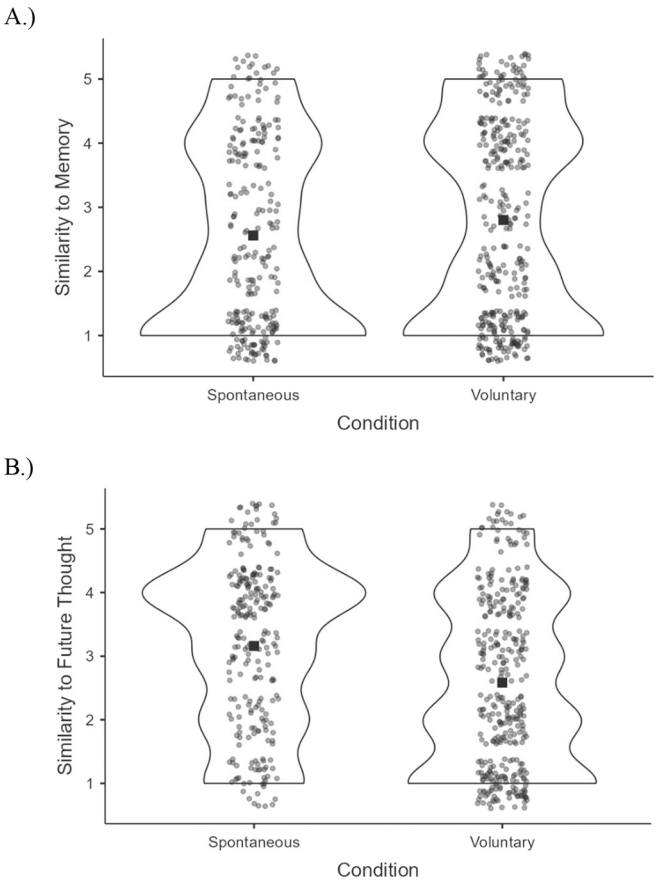 A.)
Similarity to Memory
5
4
3
2
1
Spontaneous
Voluntary
Condition
B.)
Similarity to Future Thought
5
4
3
2
1
Spontaneous
Voluntary
Condition